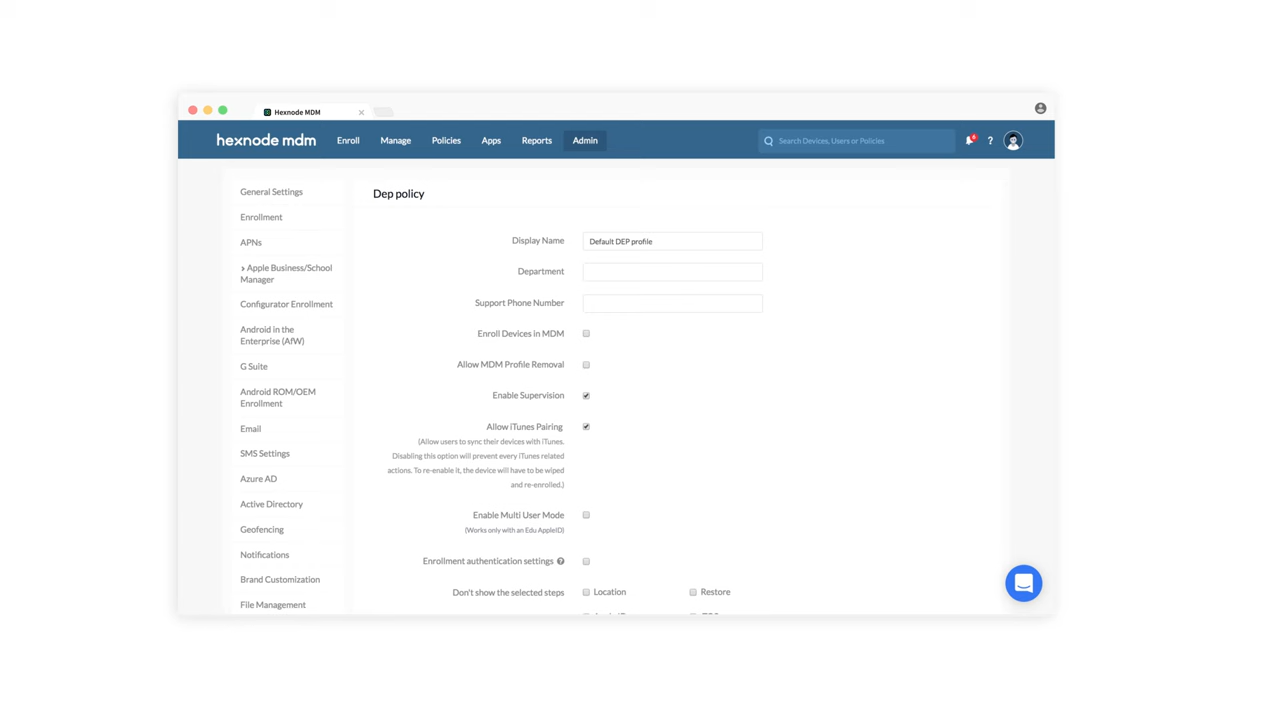 Hexnode MDM
hexnode mdm
Enroll
Manage
Policies
Apps
Reports
Admin
Search Devices, Users or Policies
?
General Settings
Enrollment
APNs
Apple Business/School
Manager
Configurator Enrollment
Android in the
Enterprise (AfW)
G Suite
Android ROM/OEM
Enrollment
Email
SMS Settings
Azure AD
Active Directory
Geofencing
Notifications
Brand Customization
File Management
Dep policy
Display Name
Default DEP profile
Department
Support Phone Number
Enroll Devices in MDM
Allow MDM Profile Removal
Enable Supervision
Allow iTunes Pairing
(Allow users to sync their devices with iTunes.
Disabling this option will prevent every iTunes related
actions. To re-enable it, the device will have to be wiped
and re-enrolled.)
Enable Multi User Mode
(Works only with an Edu AppleID)
Enrollment authentication settings
Don't show the selected steps
Location
Restore